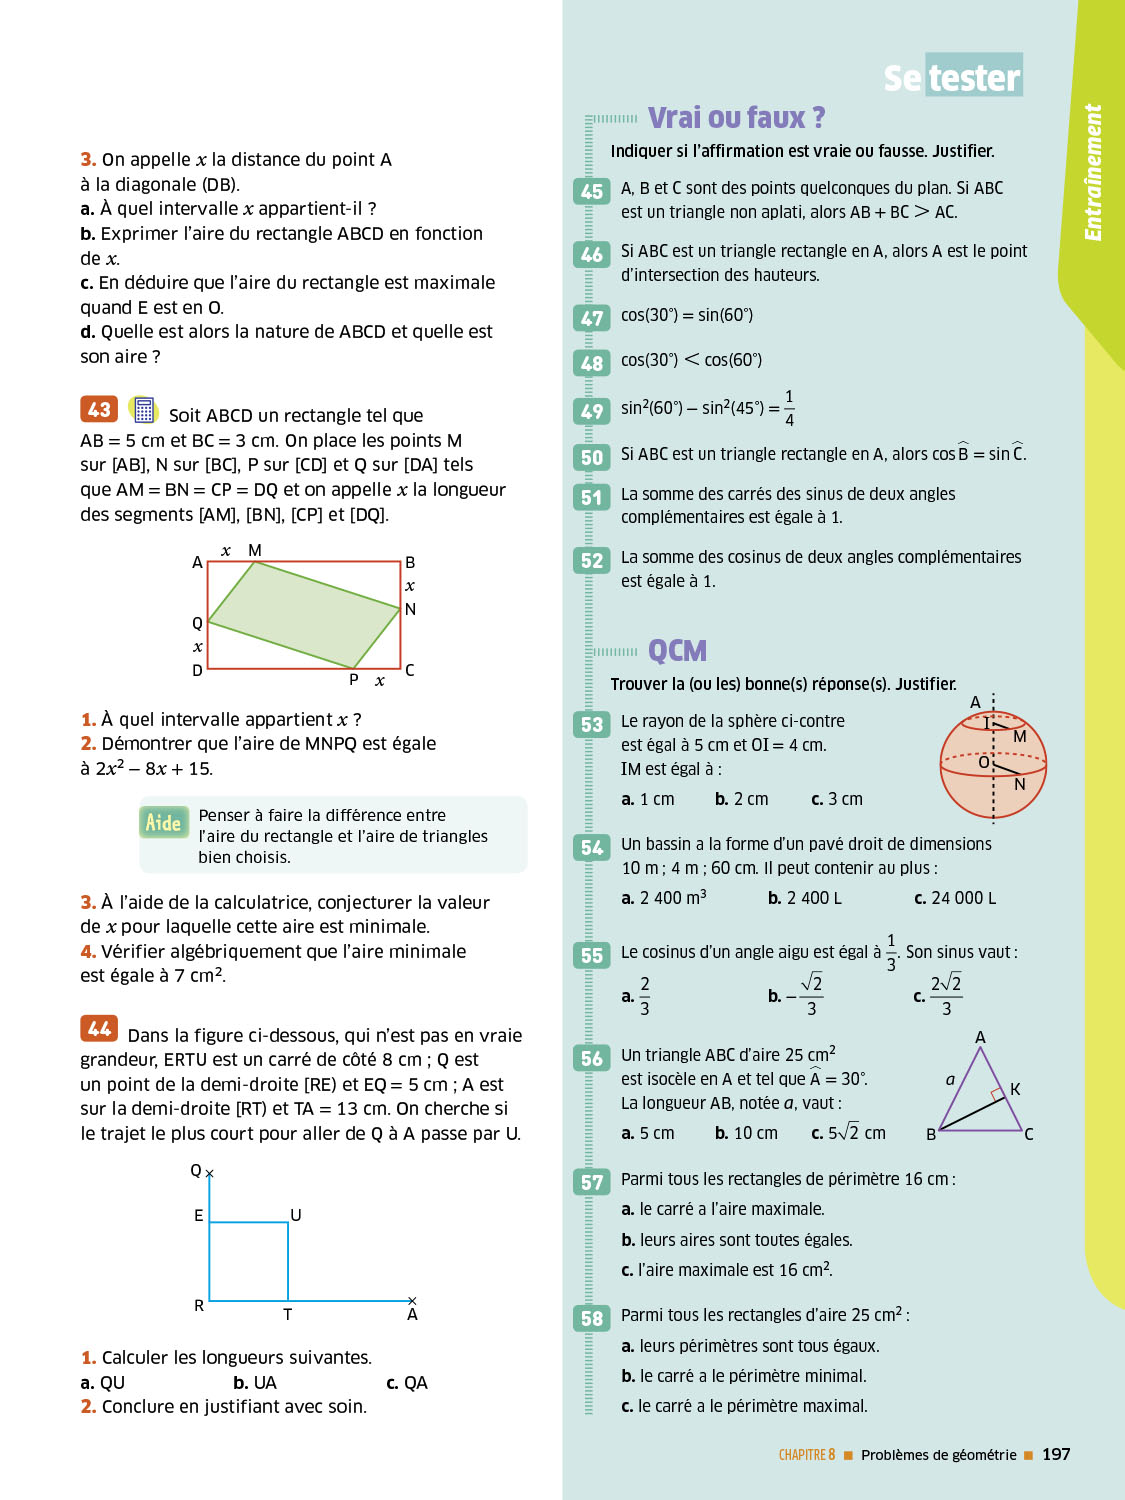 3. On appelle x la distance du point A
à la diagonale (DB).
a. À quel intervalle x appartient-il ?
b. Exprimer l'aire du rectangle ABCD en fonction
de x.
c. En déduire que l'aire du rectangle est maximale
quand E est en O.
d. Quelle est alors la nature de ABCD et quelle est
son aire ?
43 Soit ABCD un rectangle tel que
AB = 5 cm et BC = 3 cm. On place les points M
sur [AB], N sur [BC], P sur [CD] et Q sur [DA] tels
que AM = BN = CP = DQ et on appelle x la longueur
des segments [AM], [BN], [CP] et [DQ].
x M
A B
x
Q N
x
D C
P x
1. À quel intervalle appartient x ?
2. Démontrer que l'aire de MNPQ est égale
à 2x² − 8x + 15.
Aide Penser à faire la différence entre
l'aire du rectangle et l'aire de triangles
bien choisis.
3. À l'aide de la calculatrice, conjecturer la valeur
de x pour laquelle cette aire est minimale.
4. Vérifier algébriquement que l'aire minimale
est égale à 7 cm².
44 Dans la figure ci-dessous, qui n'est pas en vraie
grandeur, ERTU est un carré de côté 8 cm ; Q est
un point de la demi-droite [RE) et EQ = 5 cm ; A est
sur la demi-droite [RT) et TA = 13 cm. On cherche si
le trajet le plus court pour aller de Q à A passe par U.
Q
E U
R T A
1. Calculer les longueurs suivantes.
a. QU b. UA c. QA
2. Conclure en justifiant avec soin.
Se tester
Entraînement
Vrai ou faux ?
Indiquer si l'affirmation est vraie ou fausse. Justifier.
45 A, B et C sont des points quelconques du plan. Si ABC
est un triangle non aplati, alors AB + BC > AC.
46 Si ABC est un triangle rectangle en A, alors A est le point
d'intersection des hauteurs.
47 cos(30°) = sin(60°)
48 cos(30°) < cos(60°)
49 sin²(60°) − sin²(45°) = 1/4
50 Si ABC est un triangle rectangle en A, alors cos B̂ = sin Ĉ.
51 La somme des carrés des sinus de deux angles
complémentaires est égale à 1.
52 La somme des cosinus de deux angles complémentaires
est égale à 1.
QCM
Trouver la (ou les) bonne(s) réponse(s). Justifier.
53 Le rayon de la sphère ci-contre
est égal à 5 cm et OI = 4 cm.
IM est égal à :
a. 1 cm b. 2 cm c. 3 cm
A
I
M
O
N
54 Un bassin a la forme d'un pavé droit de dimensions
10 m ; 4 m ; 60 cm. Il peut contenir au plus :
a. 2 400 m³ b. 2 400 L c. 24 000 L
55 Le cosinus d'un angle aigu est égal à 1/3. Son sinus vaut :
a. 2/3 b. −√2/3 c. 2√2/3
56 Un triangle ABC d'aire 25 cm²
est isocèle en A et tel que Â = 30°.
La longueur AB, notée a, vaut :
a. 5 cm b. 10 cm c. 5√2 cm
A
a
K
B C
57 Parmi tous les rectangles de périmètre 16 cm :
a. le carré a l'aire maximale.
b. leurs aires sont toutes égales.
c. l'aire maximale est 16 cm².
58 Parmi tous les rectangles d'aire 25 cm² :
a. leurs périmètres sont tous égaux.
b. le carré a le périmètre minimal.
c. le carré a le périmètre maximal.
CHAPITRE 8 ■ Problèmes de géométrie ■ 197